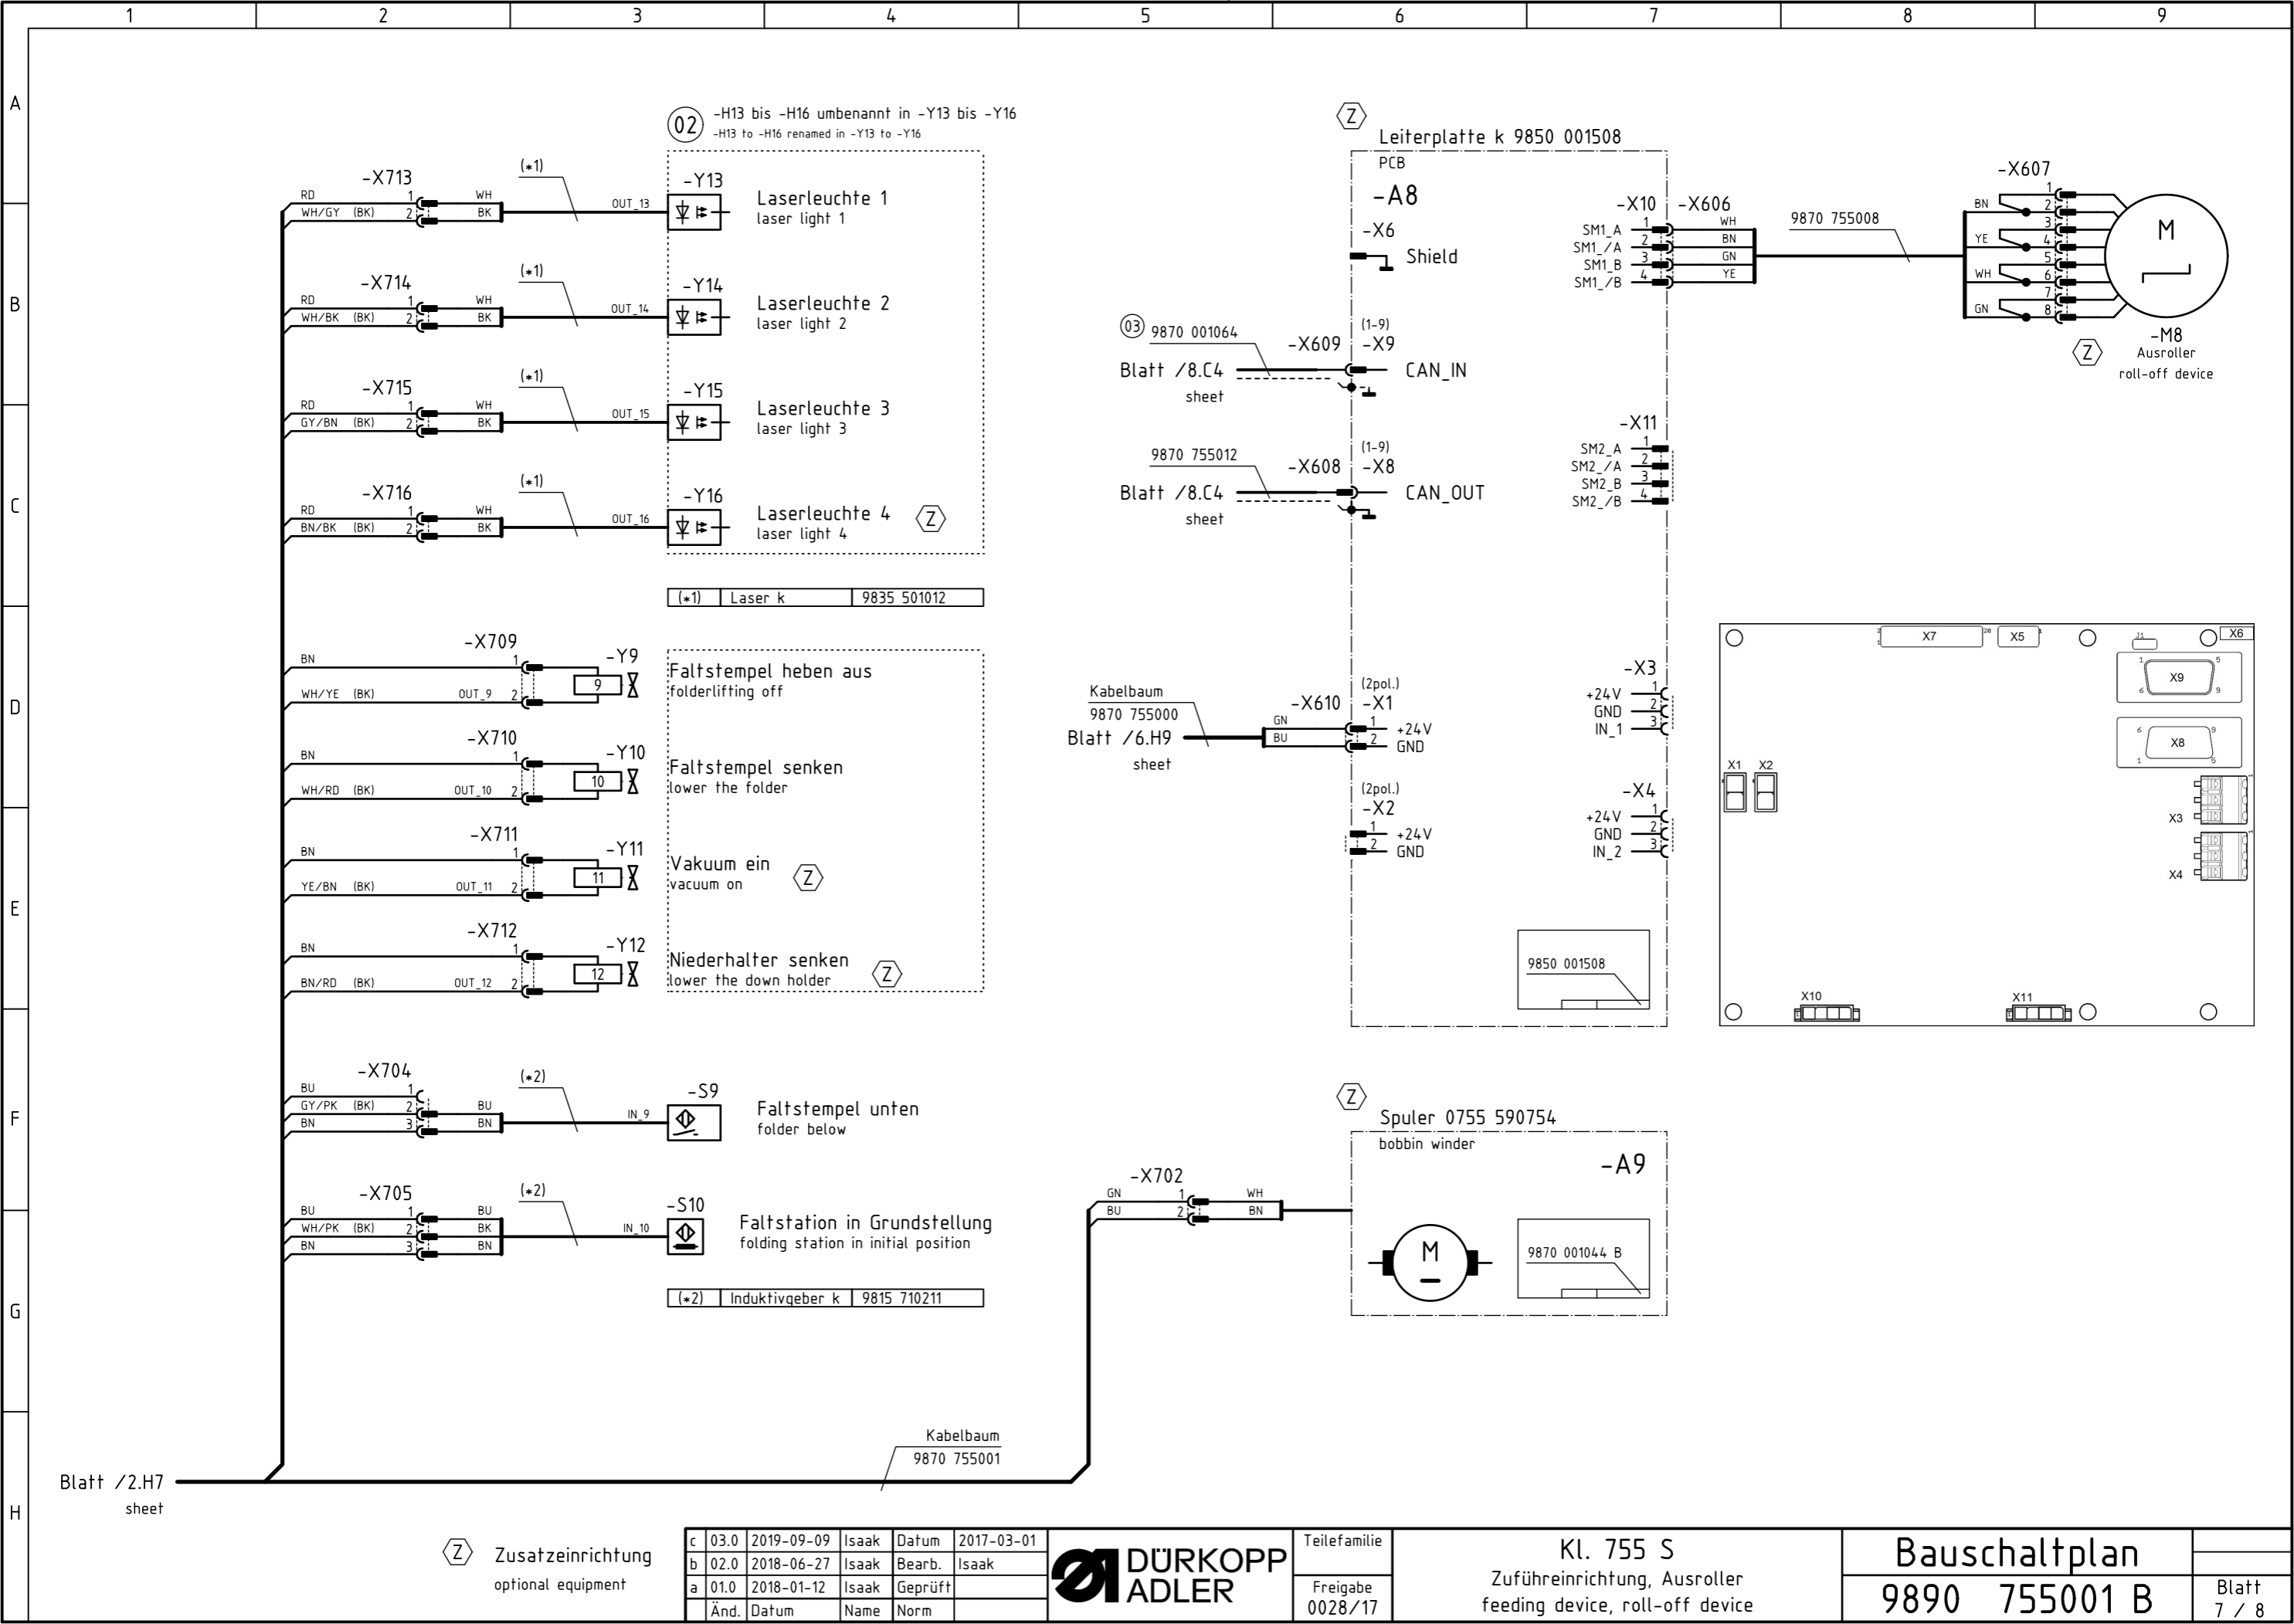 1 2 3 4 5 6 7 8 9
A
B
C
D
E
F
G
H
02 -H13 bis -H16 umbenannt in -Y13 bis -Y16
-H13 to -H16 renamed in -Y13 to -Y16
-X713 (*1) -Y13
RD 1 WH
WH/GY (BK) 2 BK OUT_13
Laserleuchte 1
laser light 1
-X714 (*1) -Y14
RD 1 WH
WH/BK (BK) 2 BK OUT_14
Laserleuchte 2
laser light 2
-X715 (*1) -Y15
RD 1 WH
GY/BN (BK) 2 BK OUT_15
Laserleuchte 3
laser light 3
-X716 (*1) -Y16
RD 1 WH
BN/BK (BK) 2 BK OUT_16
Laserleuchte 4 Z
laser light 4
(*1) Laser k 9835 501012
-X709 -Y9
BN 1
9
WH/YE (BK) OUT_9 2
Faltstempel heben aus
folderlifting off
-X710 -Y10
BN 1
10
WH/RD (BK) OUT_10 2
Faltstempel senken
lower the folder
-X711 -Y11
BN 1
11
YE/BN (BK) OUT_11 2
Vakuum ein Z
vacuum on
-X712 -Y12
BN 1
12
BN/RD (BK) OUT_12 2
Niederhalter senken Z
lower the down holder
-X704 (*2) -S9
BU 1
GY/PK (BK) 2 BU
BN 3 BN IN_9
Faltstempel unten
folder below
-X705 (*2) -S10
BU 1 BU
WH/PK (BK) 2 BK IN_10
BN 3 BN
Faltstation in Grundstellung
folding station in initial position
(*2) Induktivgeber k 9815 710211
Kabelbaum
9870 755001
Blatt /2.H7
sheet
Z
Leiterplatte k 9850 001508
PCB
-A8
-X6
Shield
03 9870 001064
(1-9)
-X609 -X9
Blatt /8.C4 CAN_IN
sheet
9870 755012
(1-9)
-X608 -X8
Blatt /8.C4 CAN_OUT
sheet
Kabelbaum
9870 755000
(2pol.)
-X610 -X1
Blatt /6.H9
sheet
GN 1 +24V
BU 2 GND
(2pol.)
-X2
1 +24V
2 GND
-X10 -X606
SM1_A 1 WH
SM1_/A 2 BN
SM1_B 3 GN
SM1_/B 4 YE
9870 755008
-X607
1
BN 2
3
YE 4
5
WH 6
7
GN 8
M
-M8
Z Ausroller
roll-off device
-X11
SM2_A 1
SM2_/A 2
SM2_B 3
SM2_/B 4
-X3
+24V 1
GND 2
IN_1 3
-X4
+24V 1
GND 2
IN_2 3
9850 001508
2 1 X7 20 X5 1 J1 X6
1 5
X9
6 9
6 9
X8
1 5
X1 X2
1
X3
1
X4
X10 X11
Z
Spuler 0755 590754
bobbin winder
-A9
-X702
GN 1 WH
BU 2 BN
M
9870 001044 B
Z Zusatzeinrichtung
optional equipment
c 03.0 2019-09-09 Isaak Datum 2017-03-01
b 02.0 2018-06-27 Isaak Bearb. Isaak
a 01.0 2018-01-12 Isaak Geprüft
Änd. Datum Name Norm
DÜRKOPP
ADLER
Teilefamilie
Freigabe
0028/17
Kl. 755 S
Zuführeinrichtung, Ausroller
feeding device, roll-off device
Bauschaltplan
9890 755001 B
Blatt
7 / 8